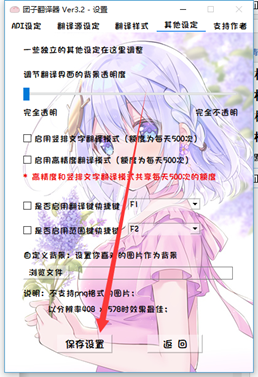 团子翻译器 Ver3.2 - 设置
API设定 翻译源设定 翻译样式 其他设定 支持作者
一些独立的其他设定在这里调整
调节翻译界面的背景透明度
完全透明 完全不透明
启用竖排文字翻译模式（额度为每天500次）
启用高精度翻译模式（额度为每天500次）
* 高精度和竖排文字翻译模式共享每天500次的额度
是否启用翻译键快捷键 F1
是否启用范围键快捷键 F2
自定义背景：设置你喜欢的图片作为背景
浏览文件
说明：不支持png格式的图片；
以分辨率408 x 578时效果最佳；
保存设置 返 回